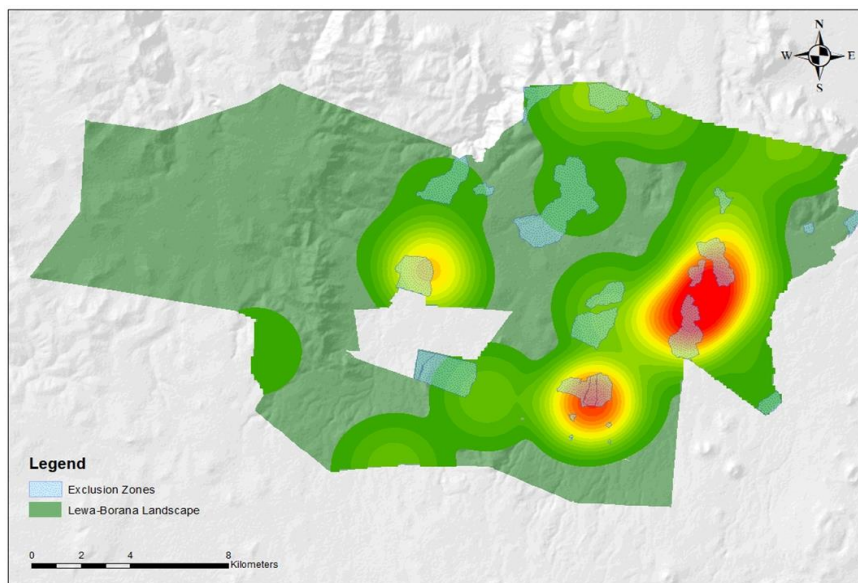 N
W E
S
Legend
Exclusion Zones
Lewa-Borana Landscape
0 2 4 8
Kilometers